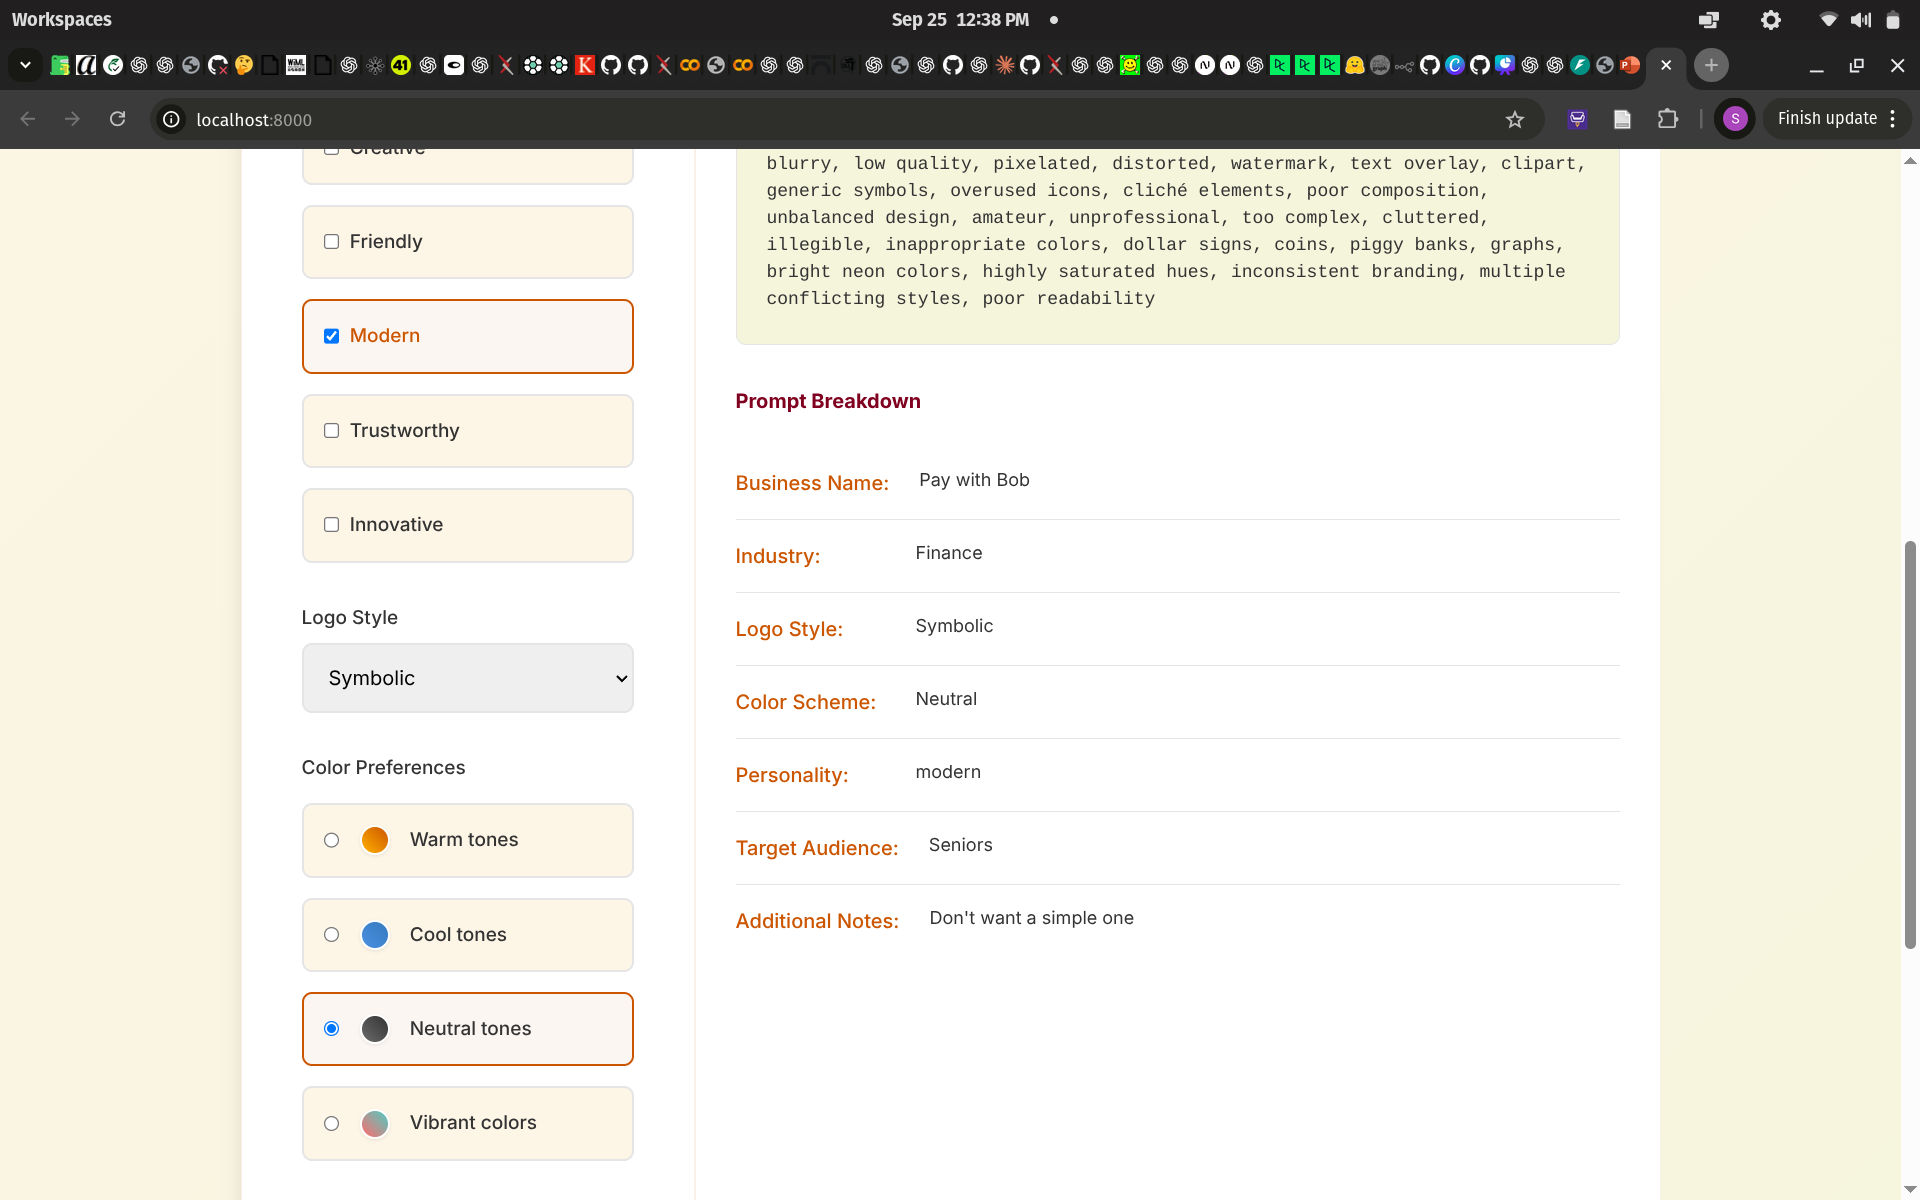 Workspaces
Sep 25 12:38 PM
41
localhost:8000
S
Finish update
Creative
Friendly
Modern
Trustworthy
Innovative
Logo Style
Symbolic
Color Preferences
Warm tones
Cool tones
Neutral tones
Vibrant colors
blurry, low quality, pixelated, distorted, watermark, text overlay, clipart,
generic symbols, overused icons, cliché elements, poor composition,
unbalanced design, amateur, unprofessional, too complex, cluttered,
illegible, inappropriate colors, dollar signs, coins, piggy banks, graphs,
bright neon colors, highly saturated hues, inconsistent branding, multiple
conflicting styles, poor readability
Prompt Breakdown
Business Name: Pay with Bob
Industry: Finance
Logo Style: Symbolic
Color Scheme: Neutral
Personality: modern
Target Audience: Seniors
Additional Notes: Don't want a simple one